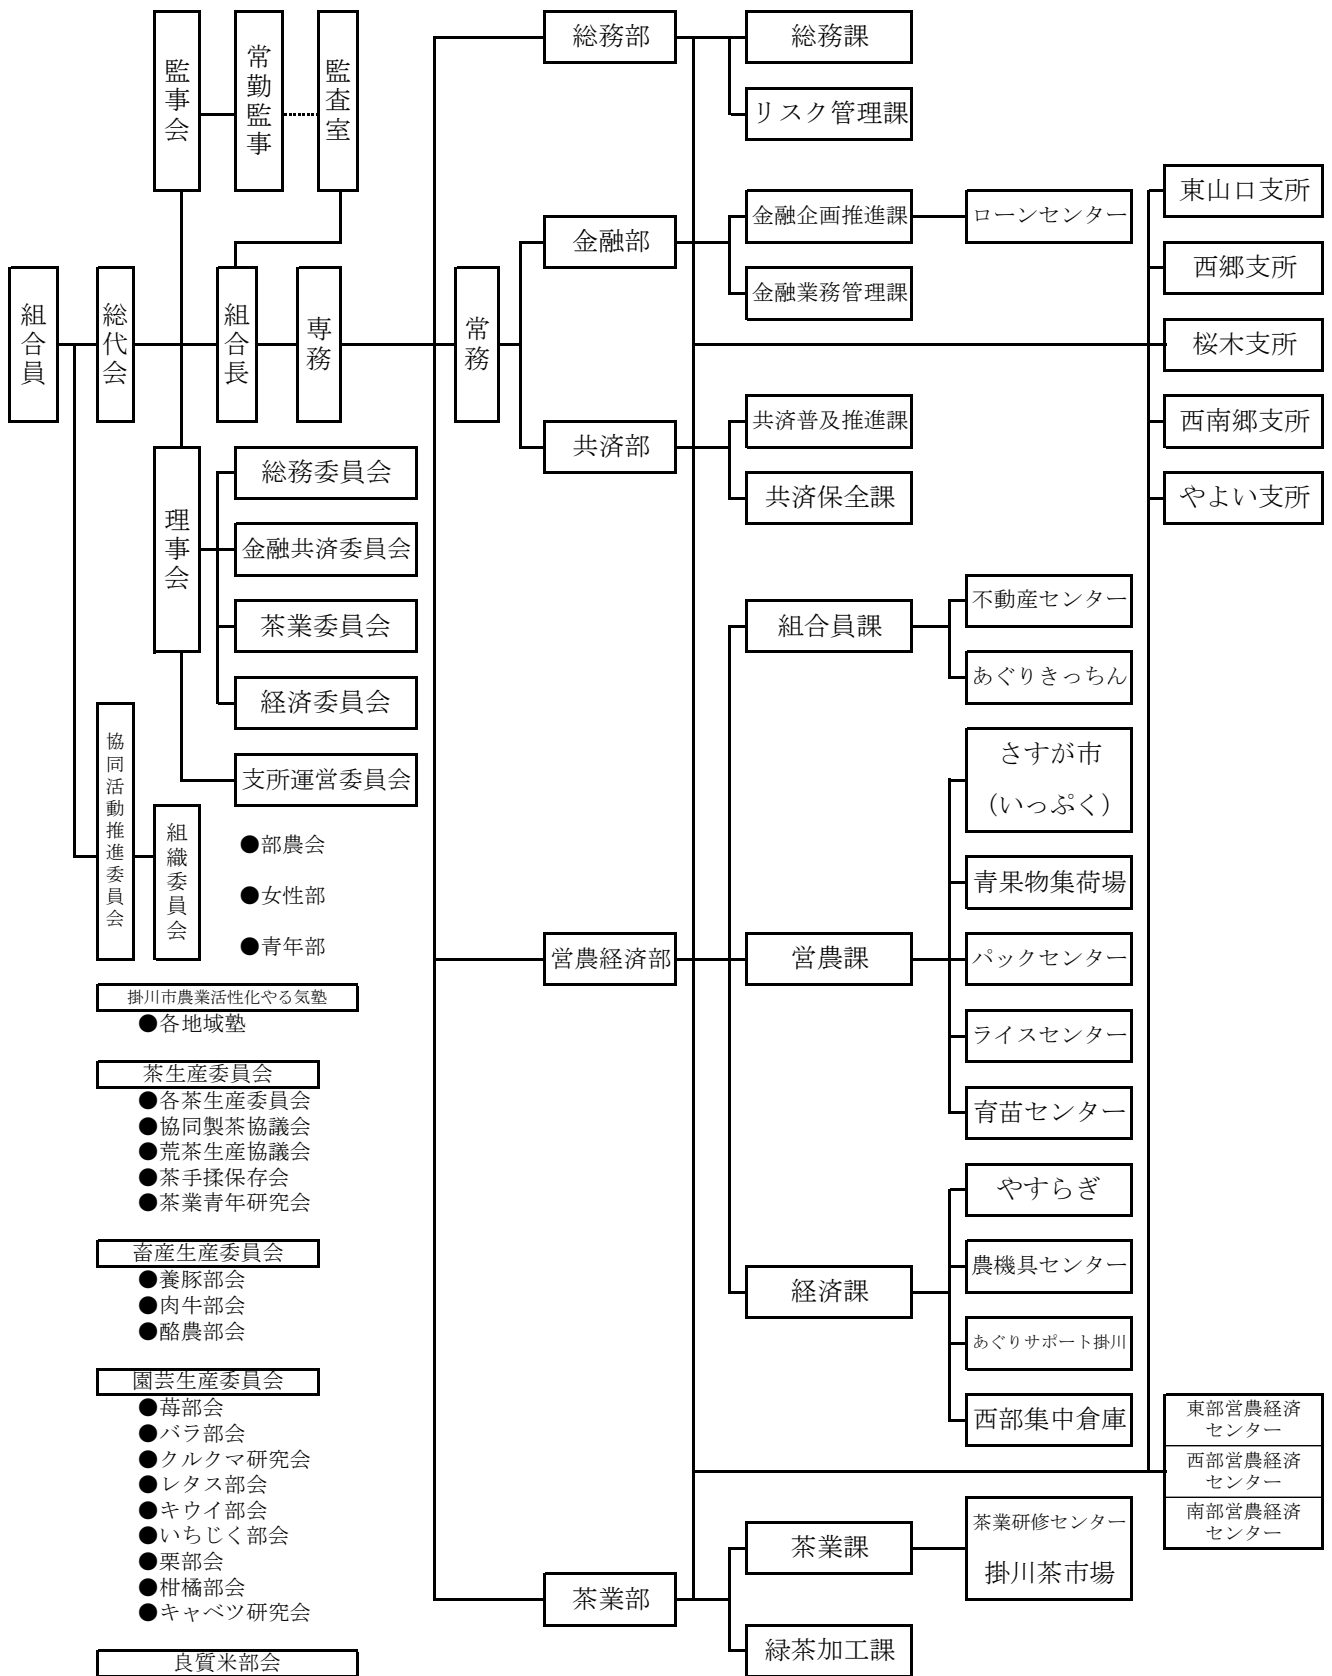 監事会
常勤監事
監査室
組合員
総代会
組合長
専務
常務
理事会
総務委員会
金融共済委員会
茶業委員会
経済委員会
支所運営委員会
協同活動推進委員会
組織委員会
●部農会
●女性部
●青年部
掛川市農業活性化やる気塾
●各地域塾
茶生産委員会
●各茶生産委員会
●協同製茶協議会
●荒茶生産協議会
●茶手揉保存会
●茶業青年研究会
畜産生産委員会
●養豚部会
●肉牛部会
●酪農部会
園芸生産委員会
●苺部会
●バラ部会
●クルクマ研究会
●レタス部会
●キウイ部会
●いちじく部会
●栗部会
●柑橘部会
●キャベツ研究会
良質米部会
総務部
総務課
リスク管理課
金融部
金融企画推進課
ローンセンター
金融業務管理課
共済部
共済普及推進課
共済保全課
営農経済部
組合員課
不動産センター
あぐりきっちん
営農課
さすが市
（いっぷく）
青果物集荷場
パックセンター
ライスセンター
育苗センター
経済課
やすらぎ
農機具センター
あぐりサポート掛川
西部集中倉庫
茶業部
茶業課
茶業研修センター
掛川茶市場
緑茶加工課
東山口支所
西郷支所
桜木支所
西南郷支所
やよい支所
東部営農経済
センター
西部営農経済
センター
南部営農経済
センター